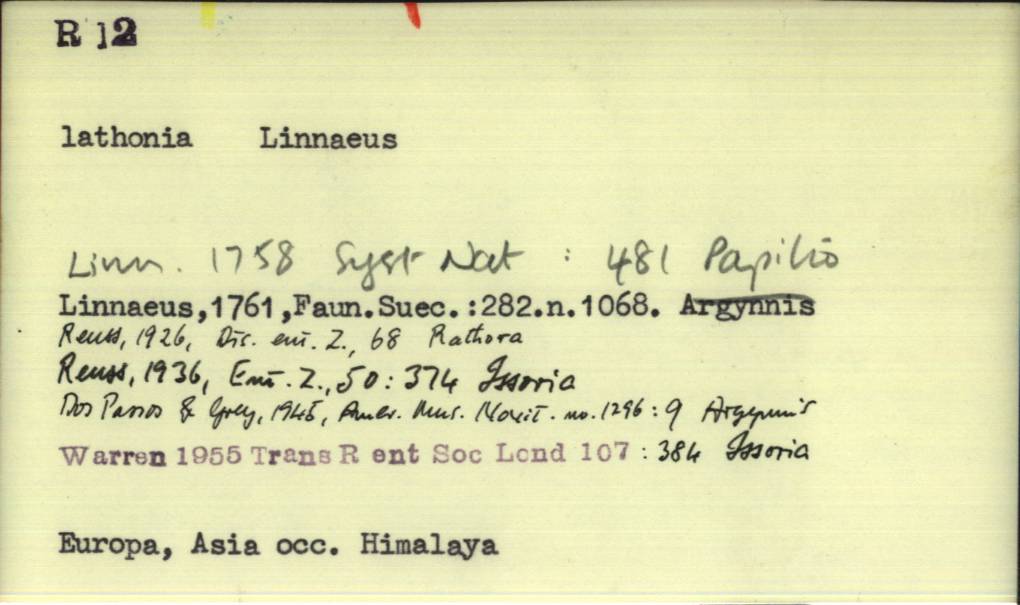 R 12
lathonia Linnaeus
Linn. 1758 Syst Nat : 481 Papilio
Linnaeus,1761,Faun.Suec.:282.n.1068. Argynnis
Reuss, 1926, ent. Z., 68 Rathora
Reuss, 1936, Ent. Z., 50: 374 Issoria
Dos Passos & Grey, 1945, Amer. Mus. Novit. no. 1296: 9 Argynnis
Warren 1955 Trans R ent Soc Lond 107 : 384 Issoria
Europa, Asia occ. Himalaya